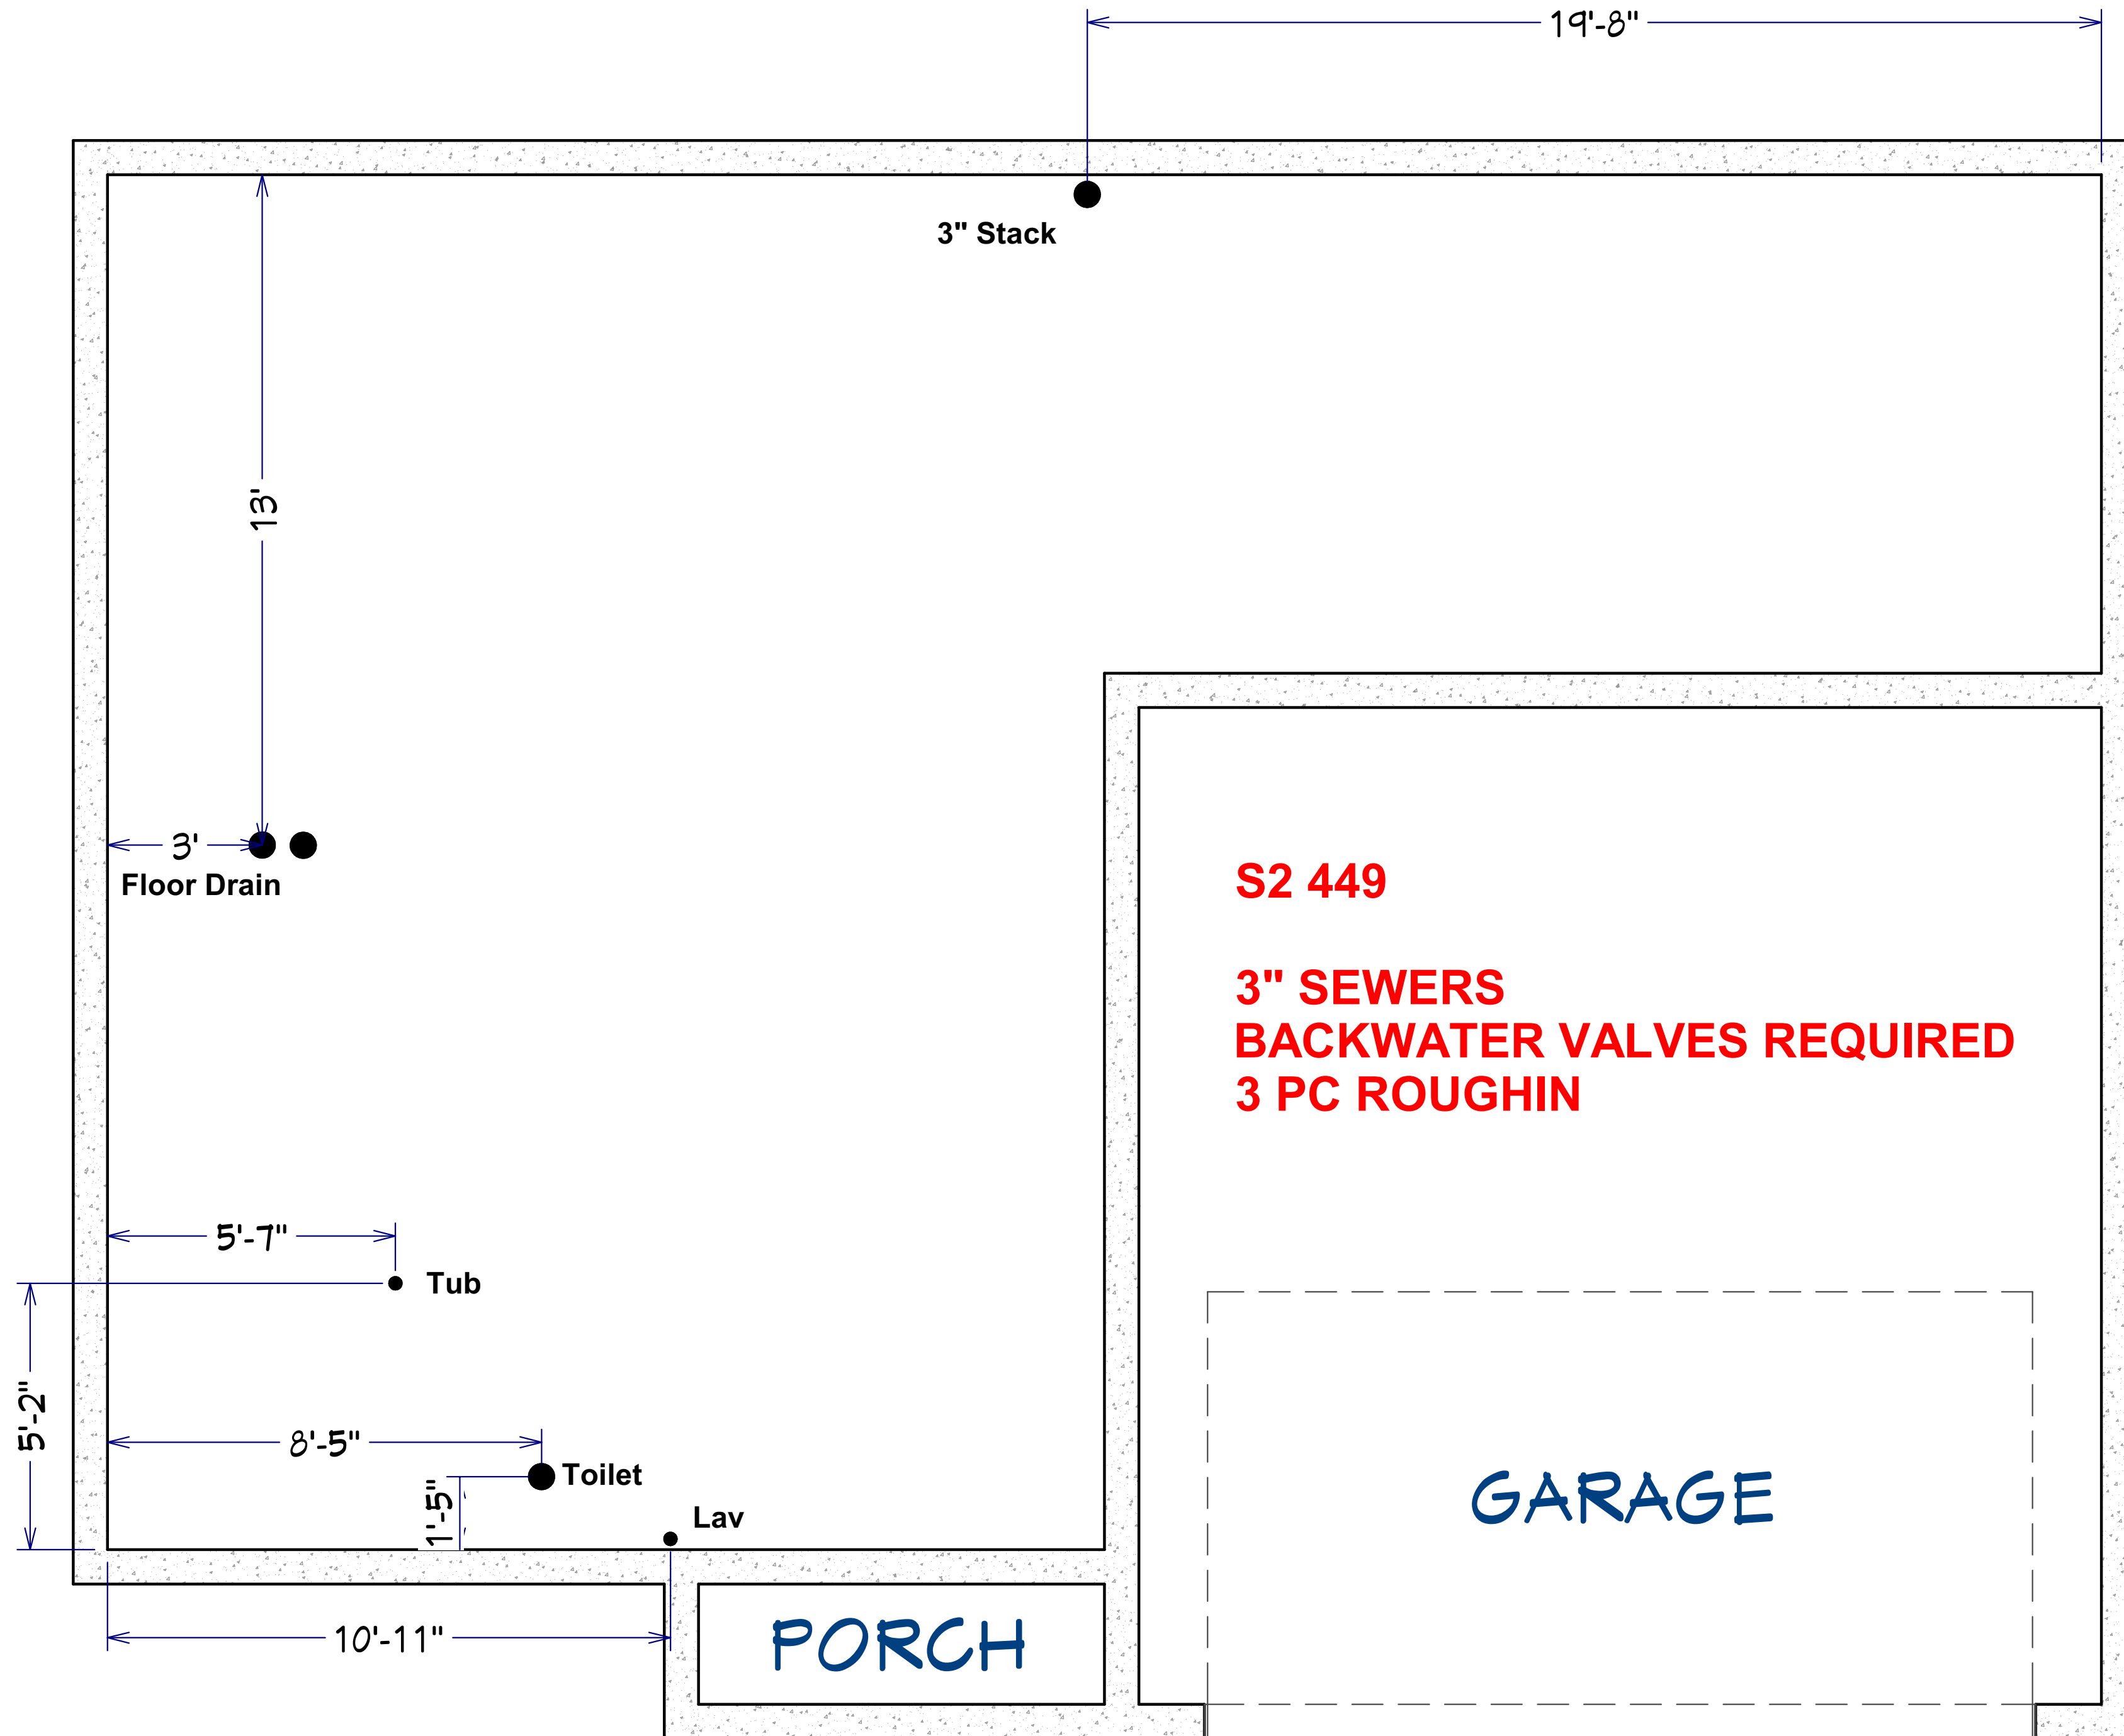 19'-8"
3" Stack
13'
3'
Floor Drain
S2 449
3" SEWERS
BACKWATER VALVES REQUIRED
3 PC ROUGHIN
5'-7"
Tub
5'-2"
8'-5"
Toilet
1'-5"
Lav
GARAGE
10'-11"
PORCH